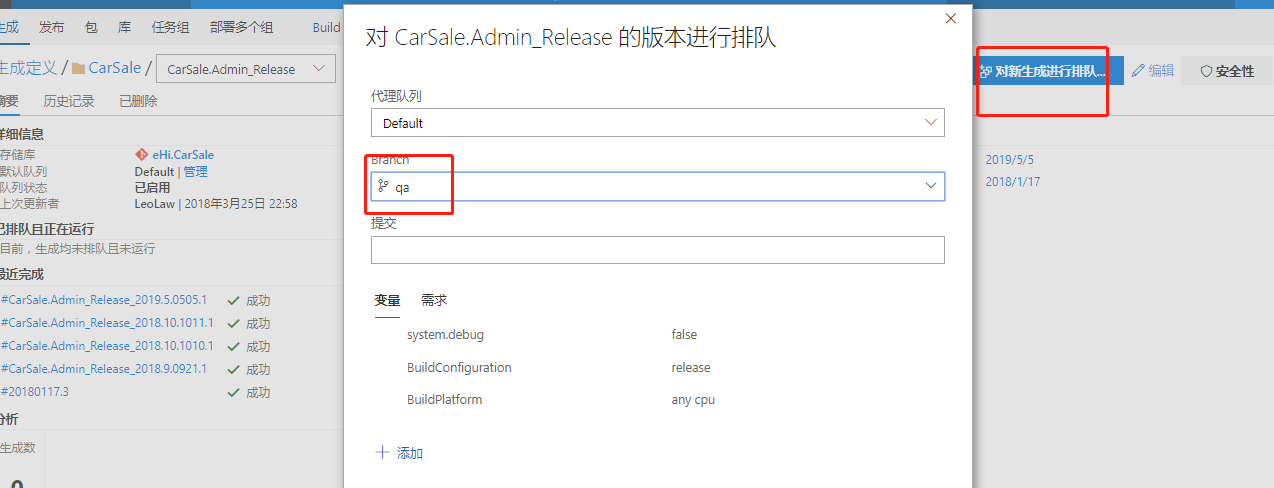 生成 发布 包 库 任务组 部署多个组 Build
生成定义 / CarSale / CarSale.Admin_Release
摘要 历史记录 已删除
详细信息
存储库 eHi.CarSale
默认队列 Default | 管理
队列状态 已启用
上次更新者 LeoLaw | 2018年3月25日 22:58
已排队且正在运行
目前，生成均未排队且未运行
最近完成
#CarSale.Admin_Release_2019.5.0505.1 成功
#CarSale.Admin_Release_2018.10.1011.1 成功
#CarSale.Admin_Release_2018.10.1010.1 成功
#CarSale.Admin_Release_2018.9.0921.1 成功
#20180117.3 成功
分析
生成数
0
对 CarSale.Admin_Release 的版本进行排队
代理队列
Default
Branch
qa
提交
变量 需求
system.debug false
BuildConfiguration release
BuildPlatform any cpu
添加
对新生成进行排队... 编辑 安全性
2019/5/5
2018/1/17